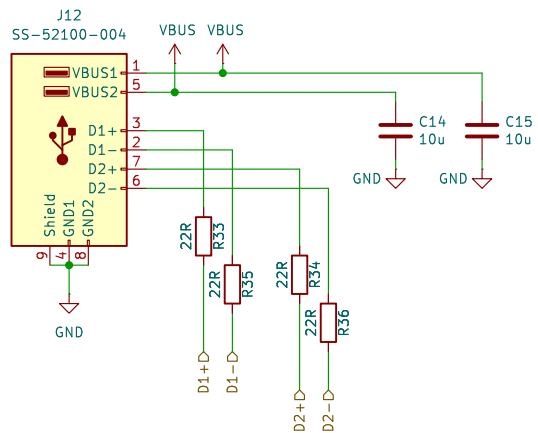 J12
SS-52100-004
VBUS
VBUS
VBUS1
1
VBUS2
5
D1+
3
D1-
2
D2+
7
D2-
6
Shield
GND1
GND2
9
4
8
GND
C14
10u
GND
C15
10u
GND
22R
R33
22R
R35
22R
R34
22R
R36
D1+
D1-
D2+
D2-